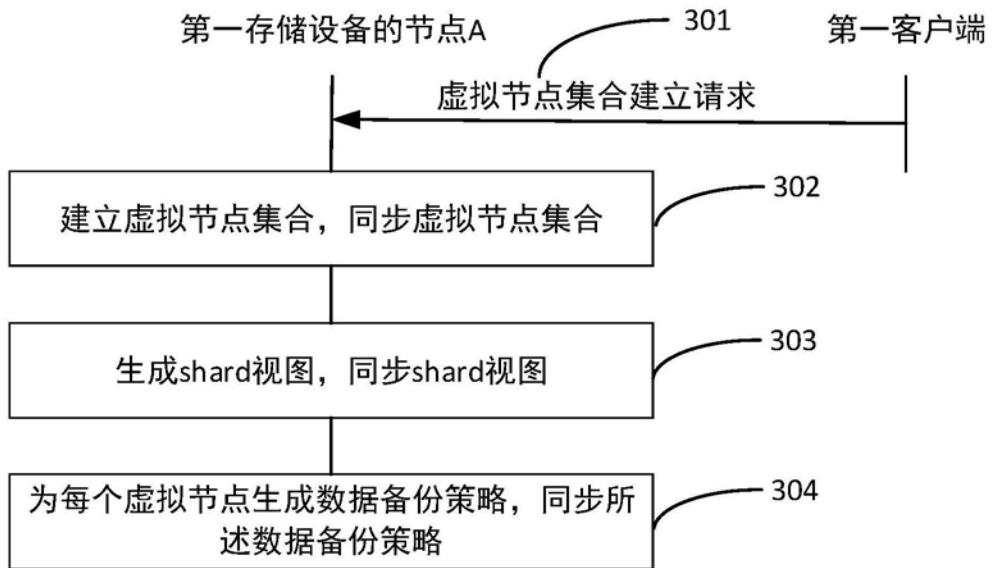 第一存储设备的节点A
301
第一客户端
虚拟节点集合建立请求
302
建立虚拟节点集合，同步虚拟节点集合
303
生成shard视图，同步shard视图
304
为每个虚拟节点生成数据备份策略，同步所
述数据备份策略